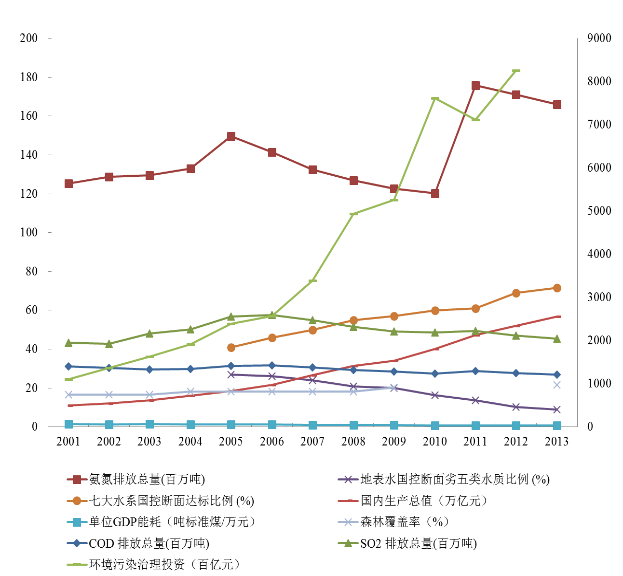 200 9000
180 8000
160 7000
140 6000
120 5000
100 4000
80 3000
60 2000
40 1000
20 0
0
2001 2002 2003 2004 2005 2006 2007 2008 2009 2010 2011 2012 2013
氨氮排放总量(百万吨) 地表水国控断面劣五类水质比例 (%)
七大水系国控断面达标比例 (%) 国内生产总值（万亿元）
单位GDP能耗（吨标准煤/万元） 森林覆盖率（%）
COD 排放总量(百万吨) SO2 排放总量(百万吨)
环境污染治理投资（百亿元）